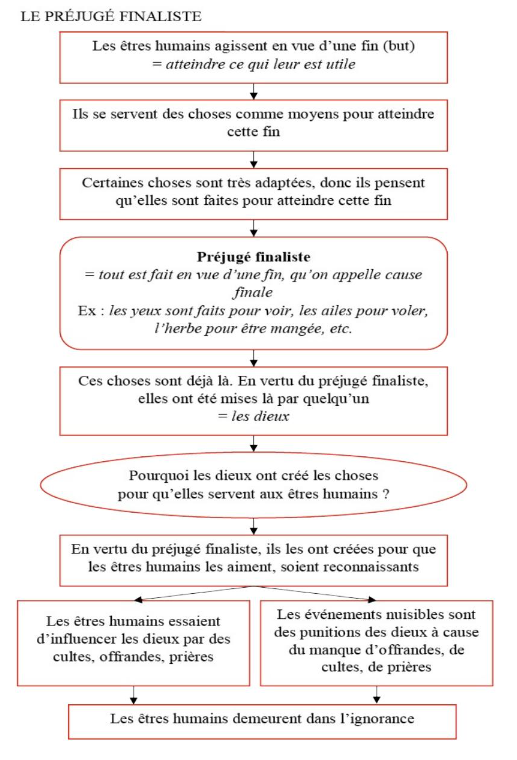 LE PRÉJUGÉ FINALISTE
Les êtres humains agissent en vue d’une fin (but)
= atteindre ce qui leur est utile
Ils se servent des choses comme moyens pour atteindre
cette fin
Certaines choses sont très adaptées, donc ils pensent
qu’elles sont faites pour atteindre cette fin
Préjugé finaliste
= tout est fait en vue d’une fin, qu’on appelle cause
finale
Ex : les yeux sont faits pour voir, les ailes pour voler,
l’herbe pour être mangée, etc.
Ces choses sont déjà là. En vertu du préjugé finaliste,
elles ont été mises là par quelqu’un
= les dieux
Pourquoi les dieux ont créé les choses
pour qu’elles servent aux êtres humains ?
En vertu du préjugé finaliste, ils les ont créées pour que
les êtres humains les aiment, soient reconnaissants
Les êtres humains essaient
d’influencer les dieux par des
cultes, offrandes, prières
Les événements nuisibles sont
des punitions des dieux à cause
du manque d’offrandes, de
cultes, de prières
Les êtres humains demeurent dans l’ignorance